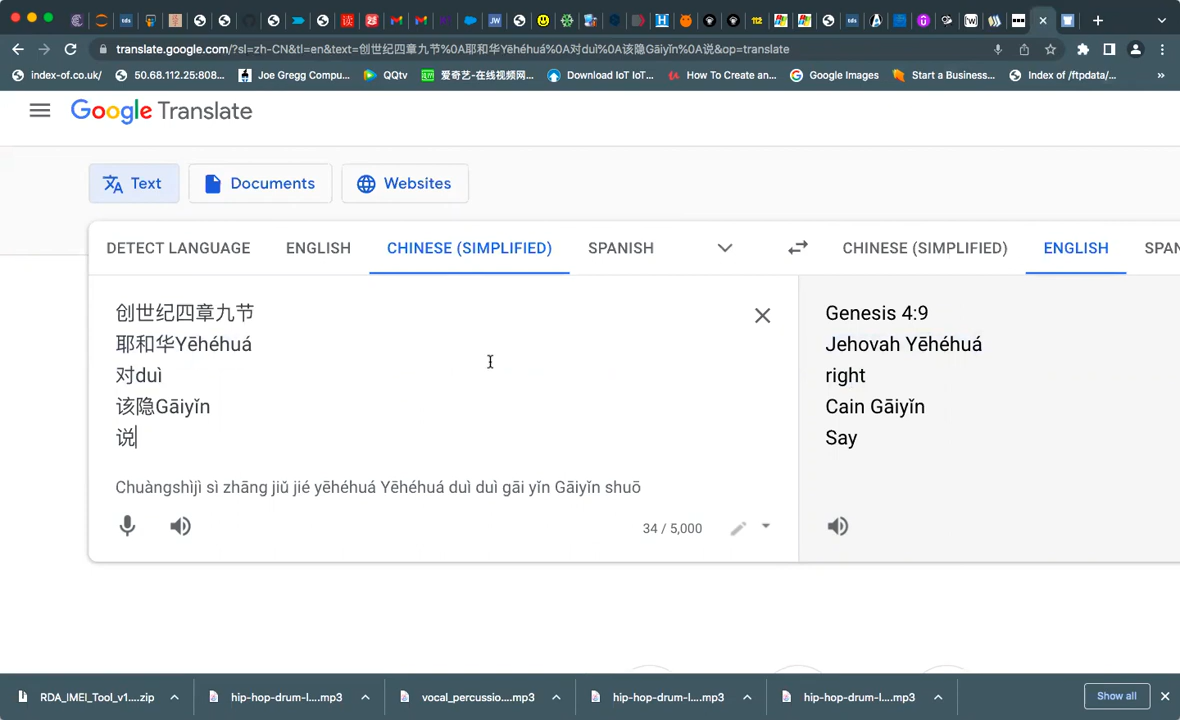 translate.google.com/?sl=zh-CN&tl=en&text=创世纪四章九节%0A耶和华Yēhéhuá%0A对duì%0A该隐Gāiyǐn%0A说&op=translate
index-of.co.uk/
50.68.112.25:808...
Joe Gregg Compu...
QQtv
爱奇艺-在线视频网...
Download IoT IoT...
How To Create an...
Google Images
Start a Business...
Index of /ftpdata/...
»
Google Translate
Text
Documents
Websites
DETECT LANGUAGE
ENGLISH
CHINESE (SIMPLIFIED)
SPANISH
CHINESE (SIMPLIFIED)
ENGLISH
SPAN
创世纪四章九节
耶和华Yēhéhuá
对duì
该隐Gāiyǐn
说
Chuàngshìjì sì zhāng jiǔ jié yēhéhuá Yēhéhuá duì duì gāi yǐn Gāiyǐn shuō
34 / 5,000
Genesis 4:9
Jehovah Yēhéhuá
right
Cain Gāiyǐn
Say
RDA_IMEI_Tool_v1....zip
hip-hop-drum-l....mp3
vocal_percussio....mp3
hip-hop-drum-l....mp3
hip-hop-drum-l....mp3
Show all